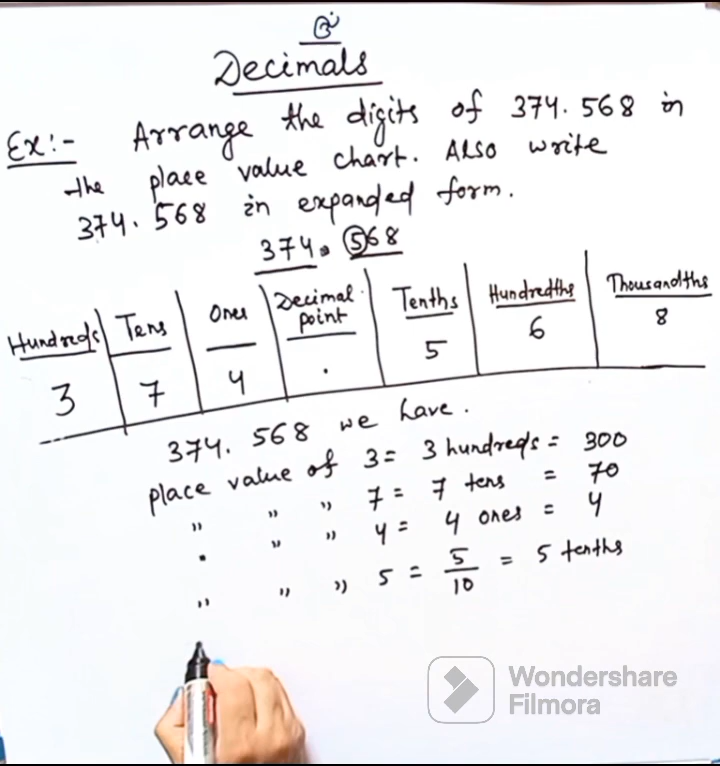 Decimals
Ex:- Arrange the digits of 374.568 in
the place value chart. Also write
374.568 in expanded form.
374.568
Hundreds Tens Ones Decimal point Tenths Hundredths Thousandths
3 7 4 . 5 6 8
374.568 we have.
place value of 3 = 3 hundreds = 300
" " " 7 = 7 tens = 70
" " " 4 = 4 ones = 4
" " " 5 = 5/10 = 5 tenths
Wondershare
Filmora